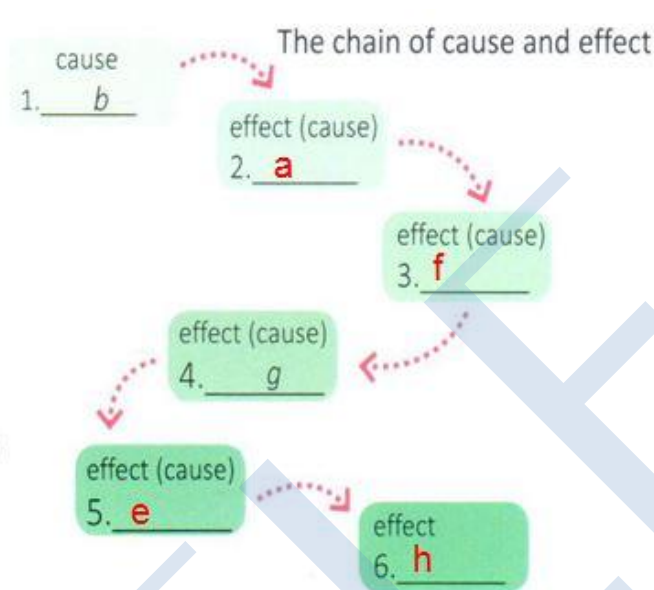 The chain of cause and effect
cause
1. b
effect (cause)
2. a
effect (cause)
3. f
effect (cause)
4. g
effect (cause)
5. e
effect
6. h